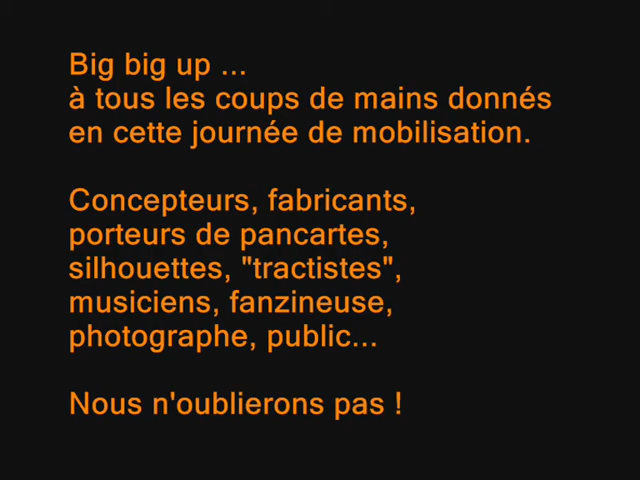 Big big up ...
à tous les coups de mains donnés
en cette journée de mobilisation.
Concepteurs, fabricants,
porteurs de pancartes,
silhouettes, "tractistes",
musiciens, fanzineuse,
photographe, public...
Nous n'oublierons pas !